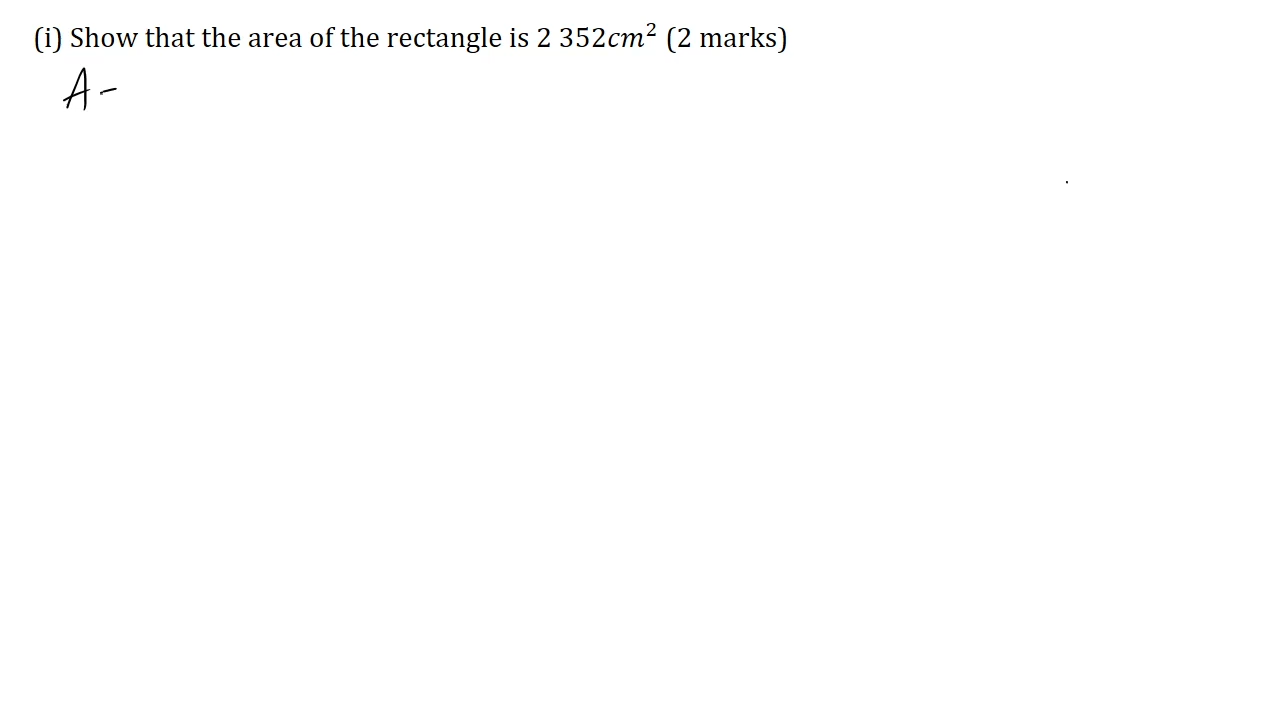 (i) Show that the area of the rectangle is 2 352cm² (2 marks)
A -